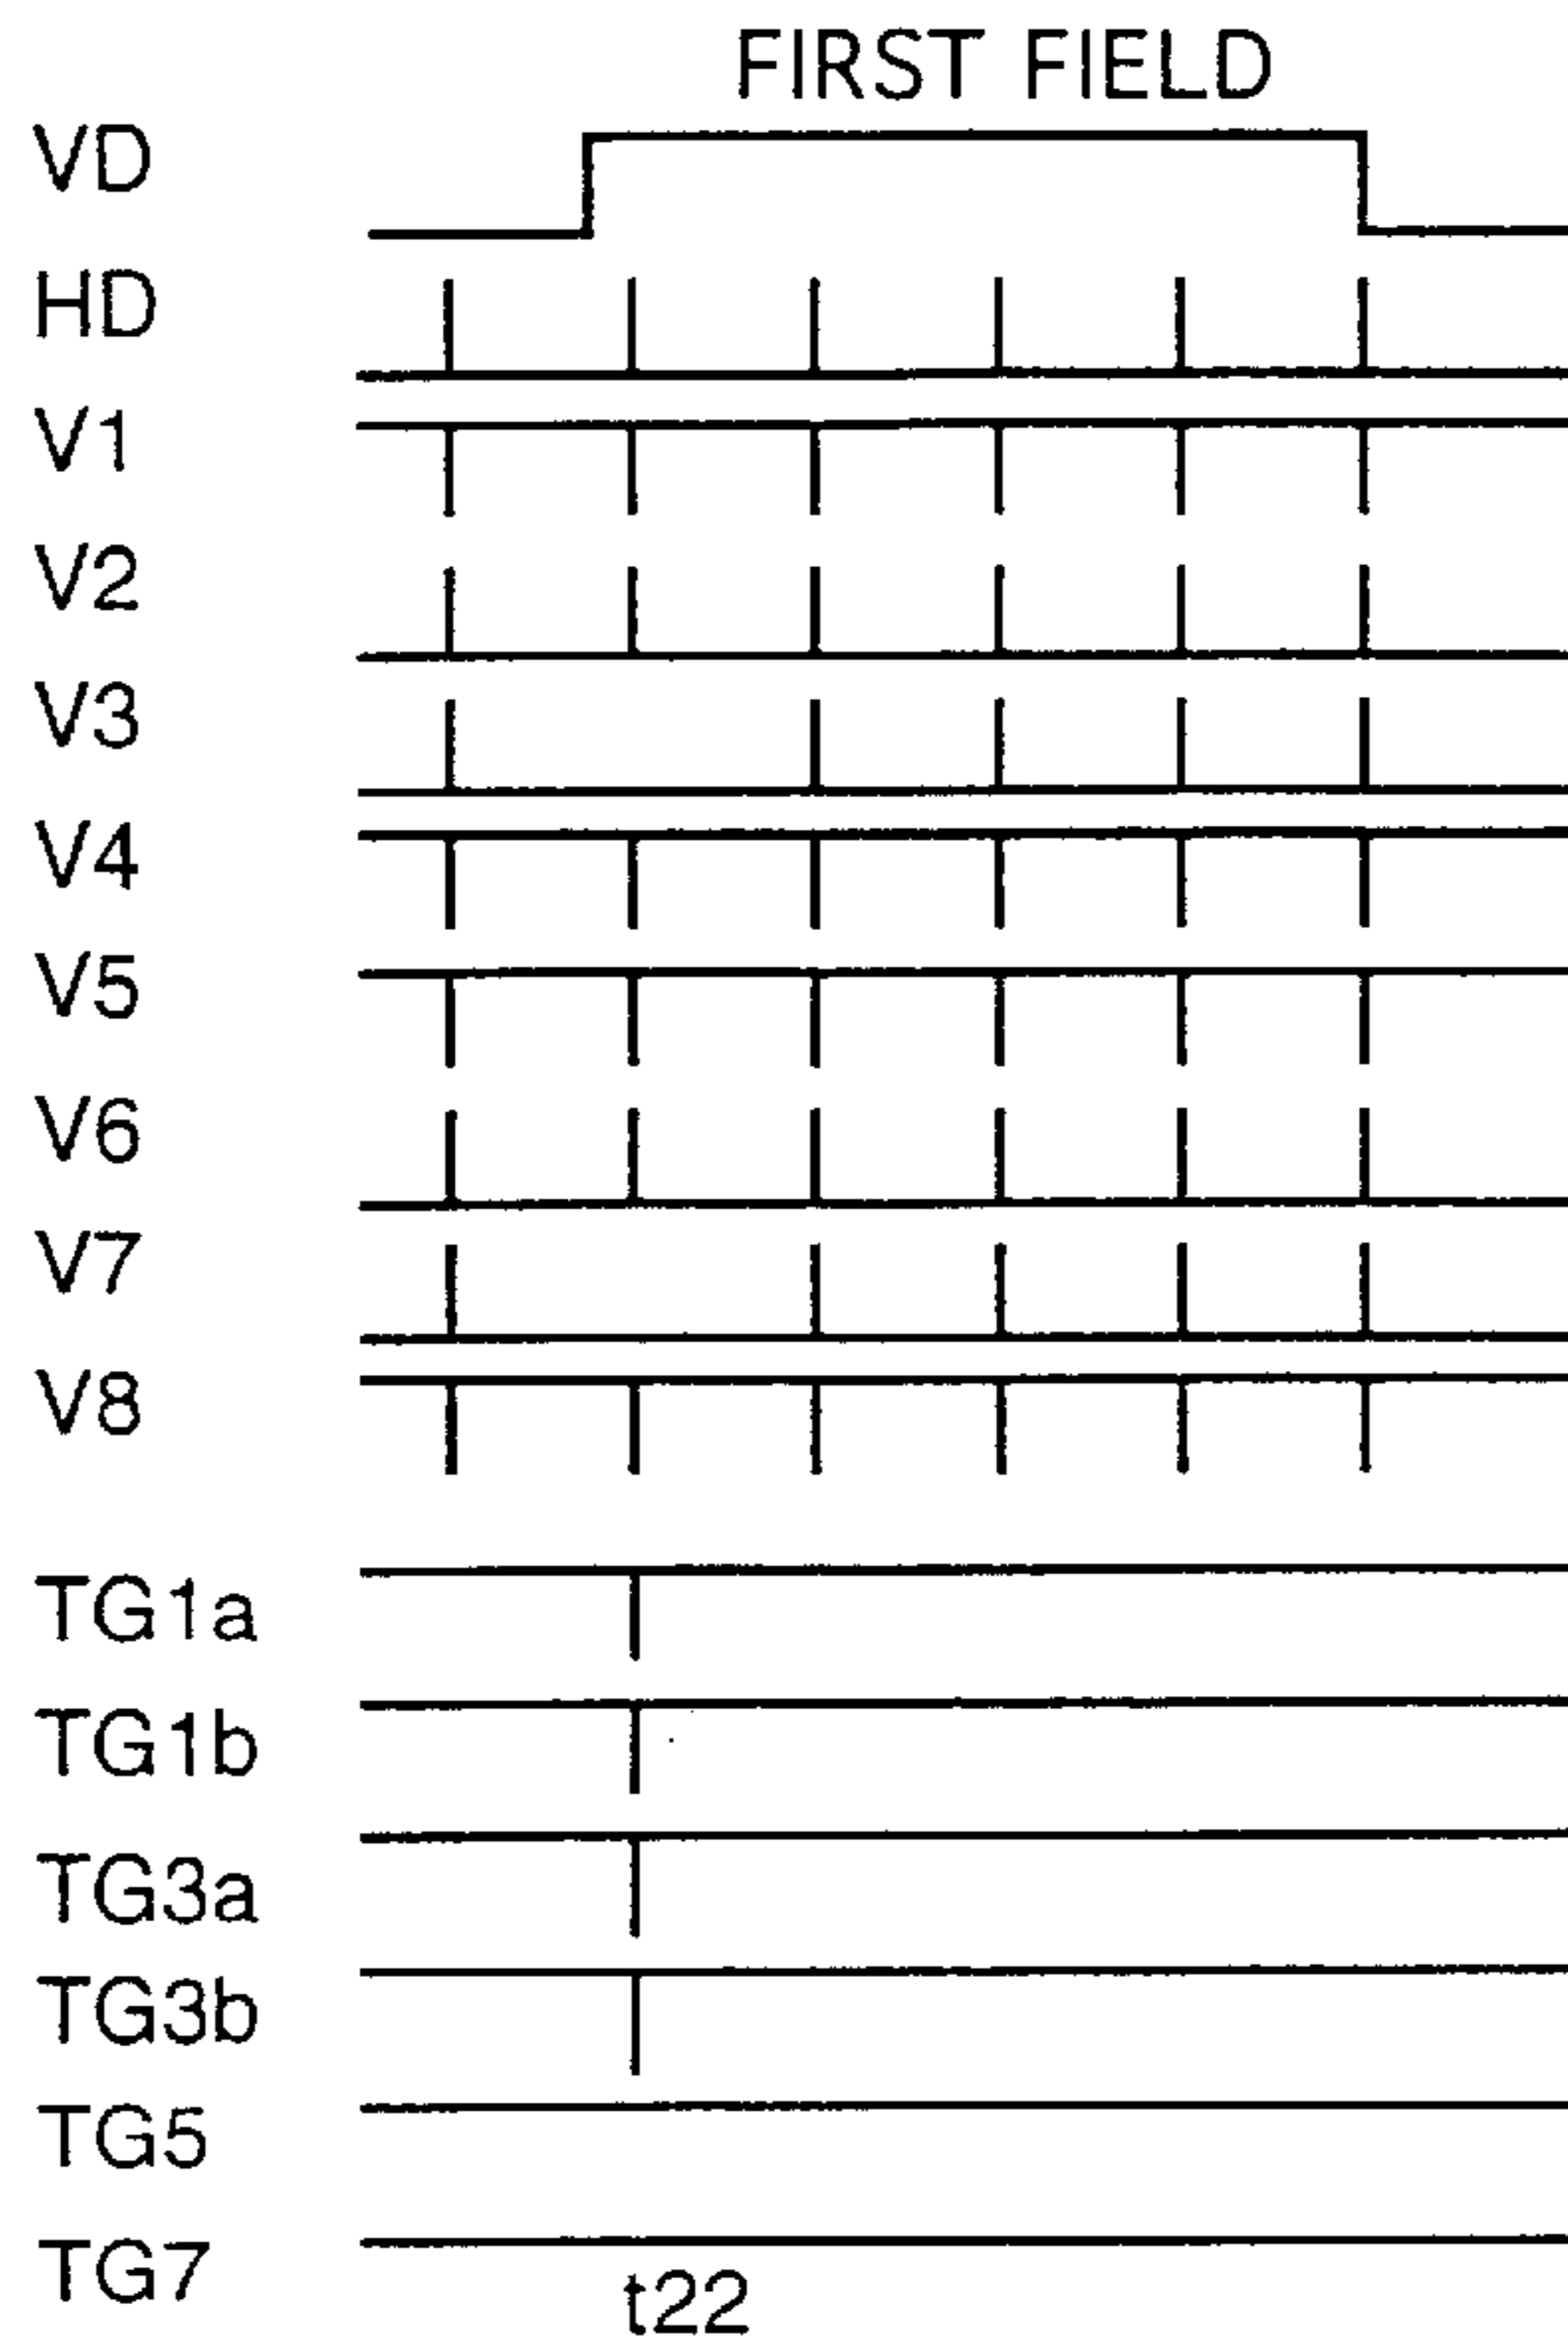 FIRST FIELD
VD
HD
V1
V2
V3
V4
V5
V6
V7
V8
TG1a
TG1b
TG3a
TG3b
TG5
TG7
t22